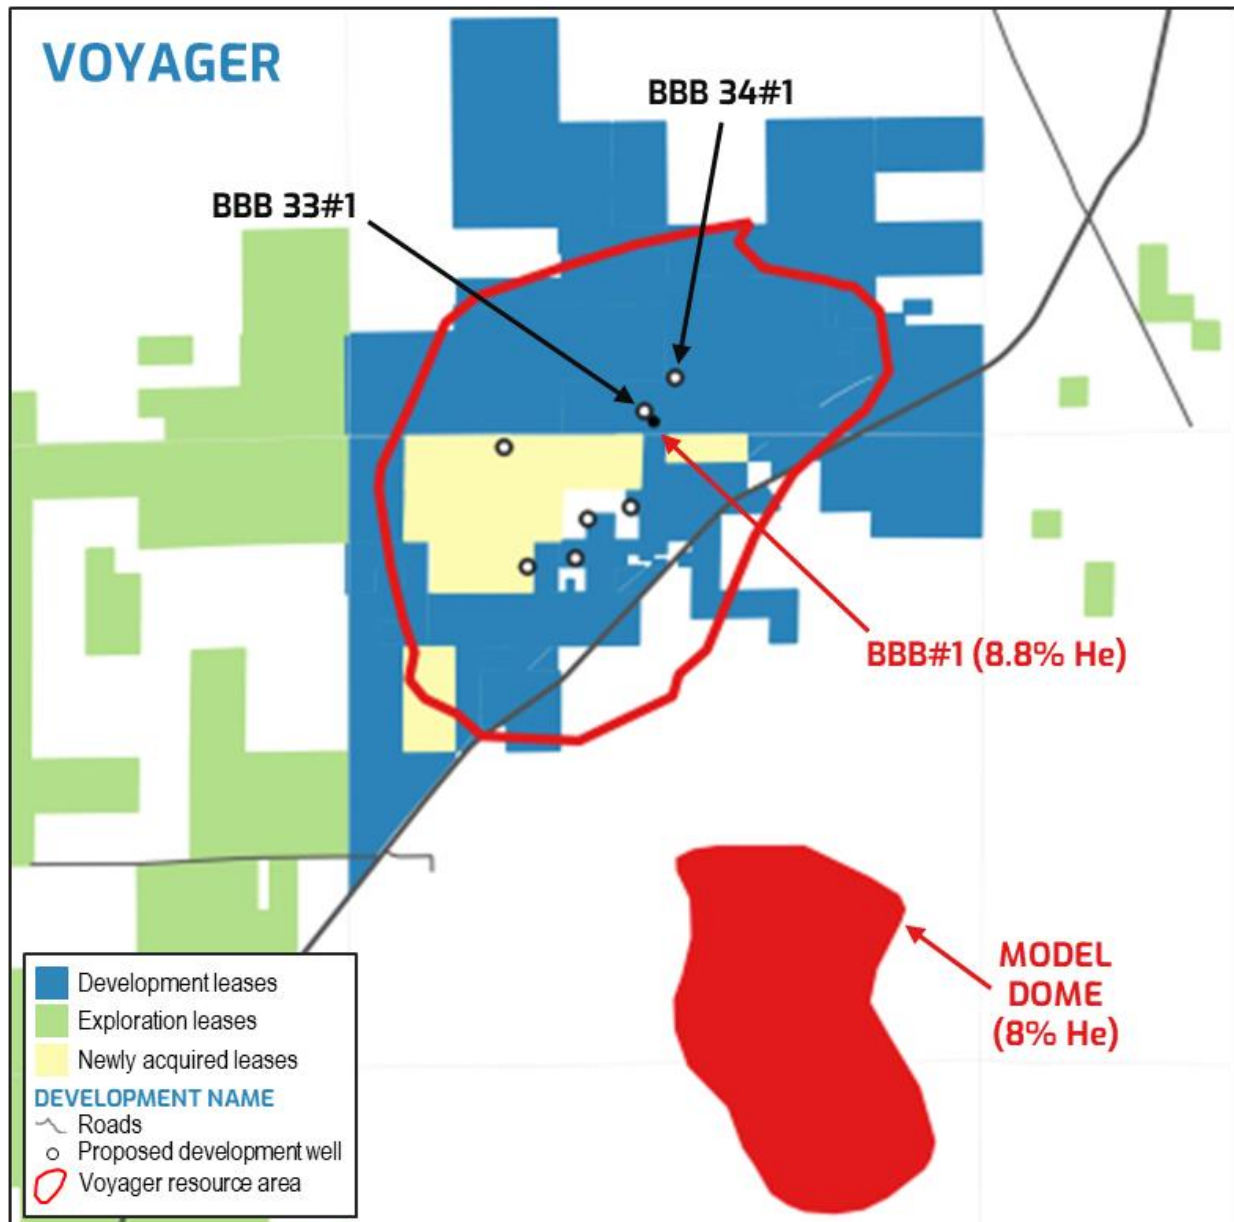 VOYAGER
BBB 34#1
BBB 33#1
BBB#1 (8.8% He)
MODEL
DOME
(8% He)
Development leases
Exploration leases
Newly acquired leases
DEVELOPMENT NAME
Roads
Proposed development well
Voyager resource area